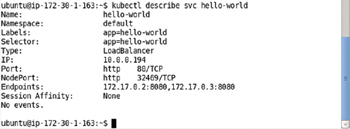 ubuntu@ip-172-30-1-163:~$ kubectl describe svc hello-world
Name: hello-world
Namespace: default
Labels: app=hello-world
Selector: app=hello-world
Type: LoadBalancer
IP: 10.0.0.194
Port: http 80/TCP
NodePort: http 32469/TCP
Endpoints: 172.17.0.2:8080,172.17.0.3:8080
Session Affinity: None
No events.
ubuntu@ip-172-30-1-163:~$